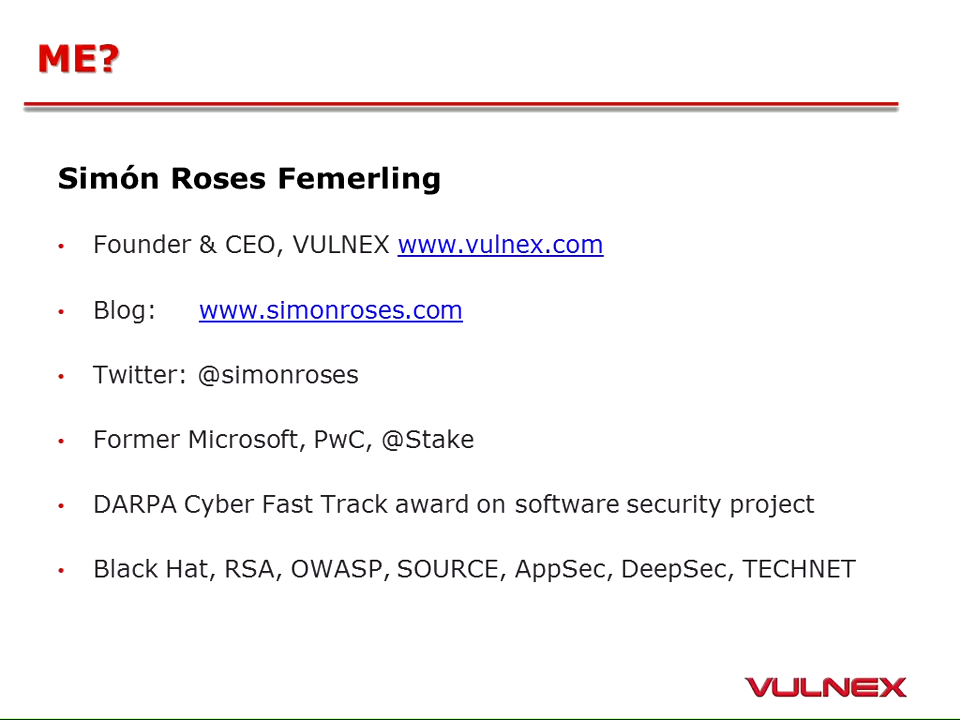 ME?
Simón Roses Femerling
• Founder & CEO, VULNEX www.vulnex.com
• Blog: www.simonroses.com
• Twitter: @simonroses
• Former Microsoft, PwC, @Stake
• DARPA Cyber Fast Track award on software security project
• Black Hat, RSA, OWASP, SOURCE, AppSec, DeepSec, TECHNET
VULNEX